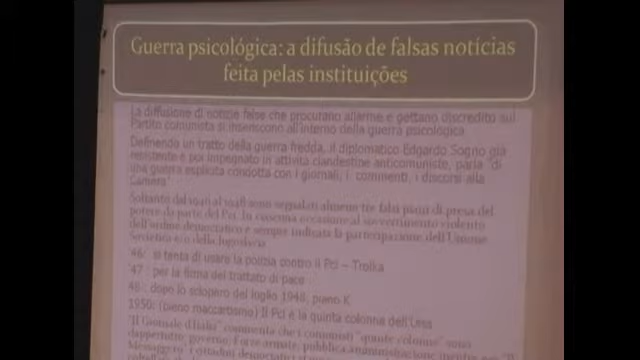 Guerra psicológica: a difusão de falsas notícias
feita pelas instituições
La diffusione di notizie false che procurano allarme e gettano discredito sul
Partito comunista si inseriscono all'interno della guerra psicologica
Definendo un tratto della guerra fredda, il diplomatico Edgardo Sogno già
resistente e poi impegnato in attività clandestine anticomuniste, parla "di
una guerra esplicita condotta con i giornali, i commenti, i discorsi alla
Camera"
Soltanto dal 1946 al 1948 sono segnalati almeno tre falsi piani di presa del
potere da parte del Pci. In ciascuna occasione al sovvertimento violento
dell'ordine democratico è sempre indicata la partecipazione dell'Unione
Sovietica e/o della Iugoslavia
'46/ si tenta di usare la polizia contro il Pci – Troika
'47 : per la firma del trattato di pace
48 : dopo lo sciopero del luglio 1948, piano K
1950: (pieno maccartismo) Il Pci è la quinta colonna dell'Urss
"Il Giornale d'Italia" commenta che i comunisti "quinte colonne" sono
dappertutto, governo, Forze armate, pubblica amministrazione
Messaggero i cittadini democratici